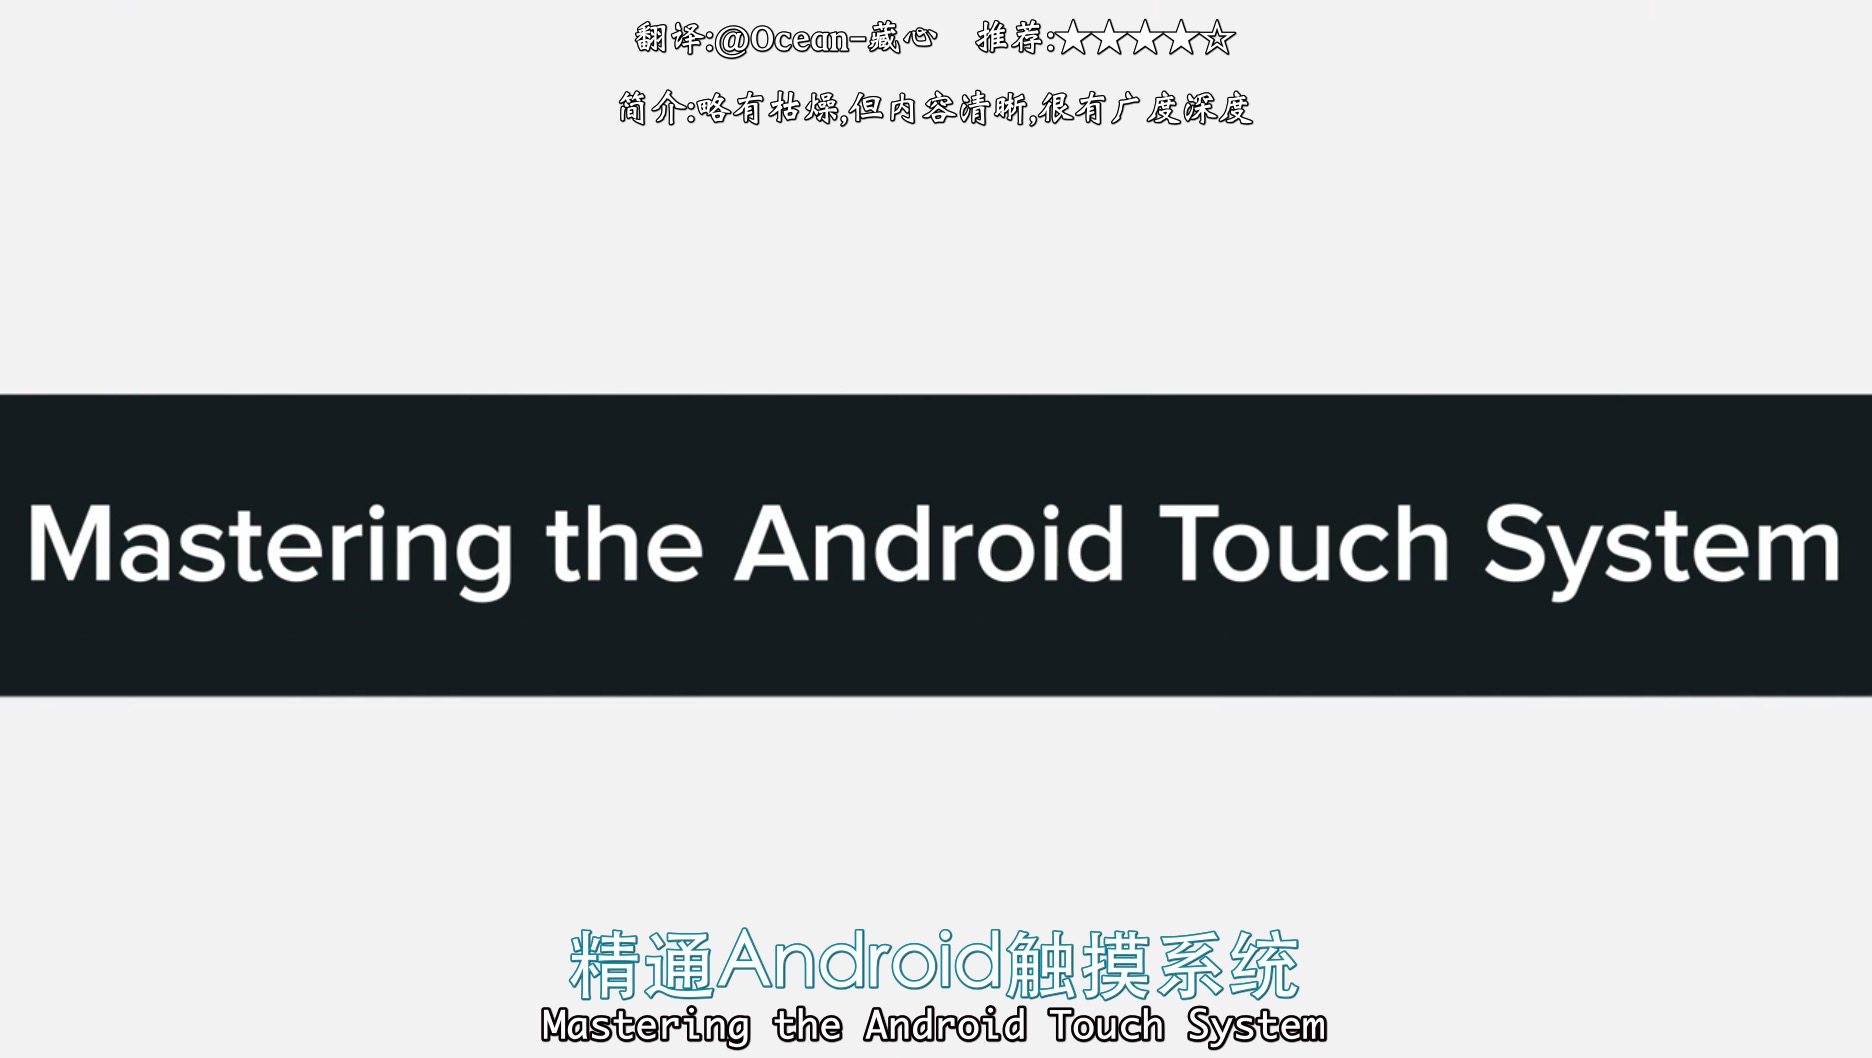 翻译:@Ocean-藏心 推荐:★★★★☆
简介:略有枯燥,但内容清晰,很有广度深度
Mastering the Android Touch System
精通Android触摸系统
Mastering the Android Touch System